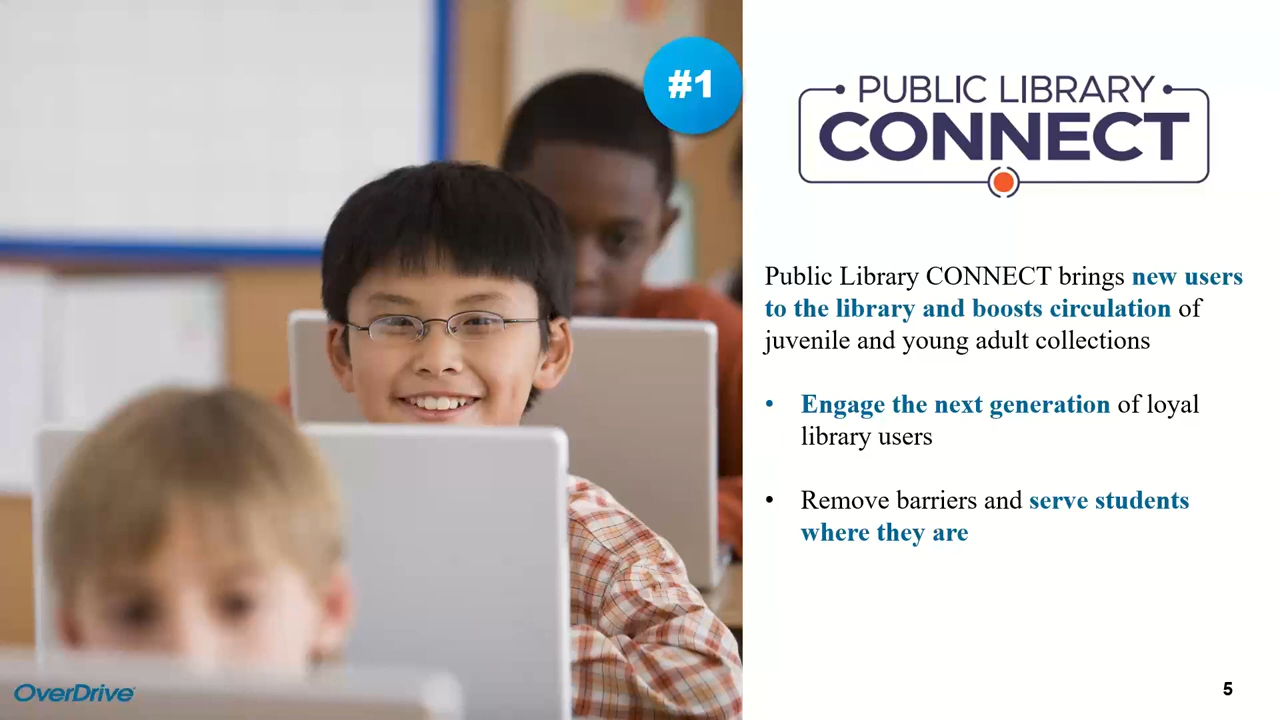 #1
PUBLIC LIBRARY
CONNECT
Public Library CONNECT brings new users
to the library and boosts circulation of
juvenile and young adult collections
• Engage the next generation of loyal
library users
• Remove barriers and serve students
where they are
OverDrive
5